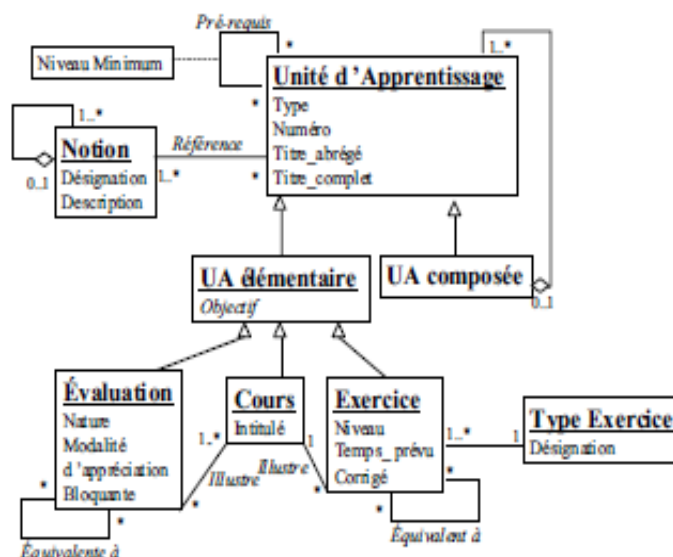 Pré-requis
*
1..*
Niveau Minimum
Unité d'Apprentissage
*
Type
Numéro
Titre_abrégé
Titre_complet
1..*
Notion
Désignation
Description
0..1
Référence
1..*
*
UA élémentaire
Objectif
UA composée
0..1
Évaluation
Nature
Modalité
d'appréciation
Bloquante
Cours
Intitulé
Exercice
Niveau
Temps_prévu
Corrigé
Type Exercice
Désignation
1..*
1
1..*
1
Illustre
Illustre
*
*
*
*
Équivalente à
*
*
Équivalent à